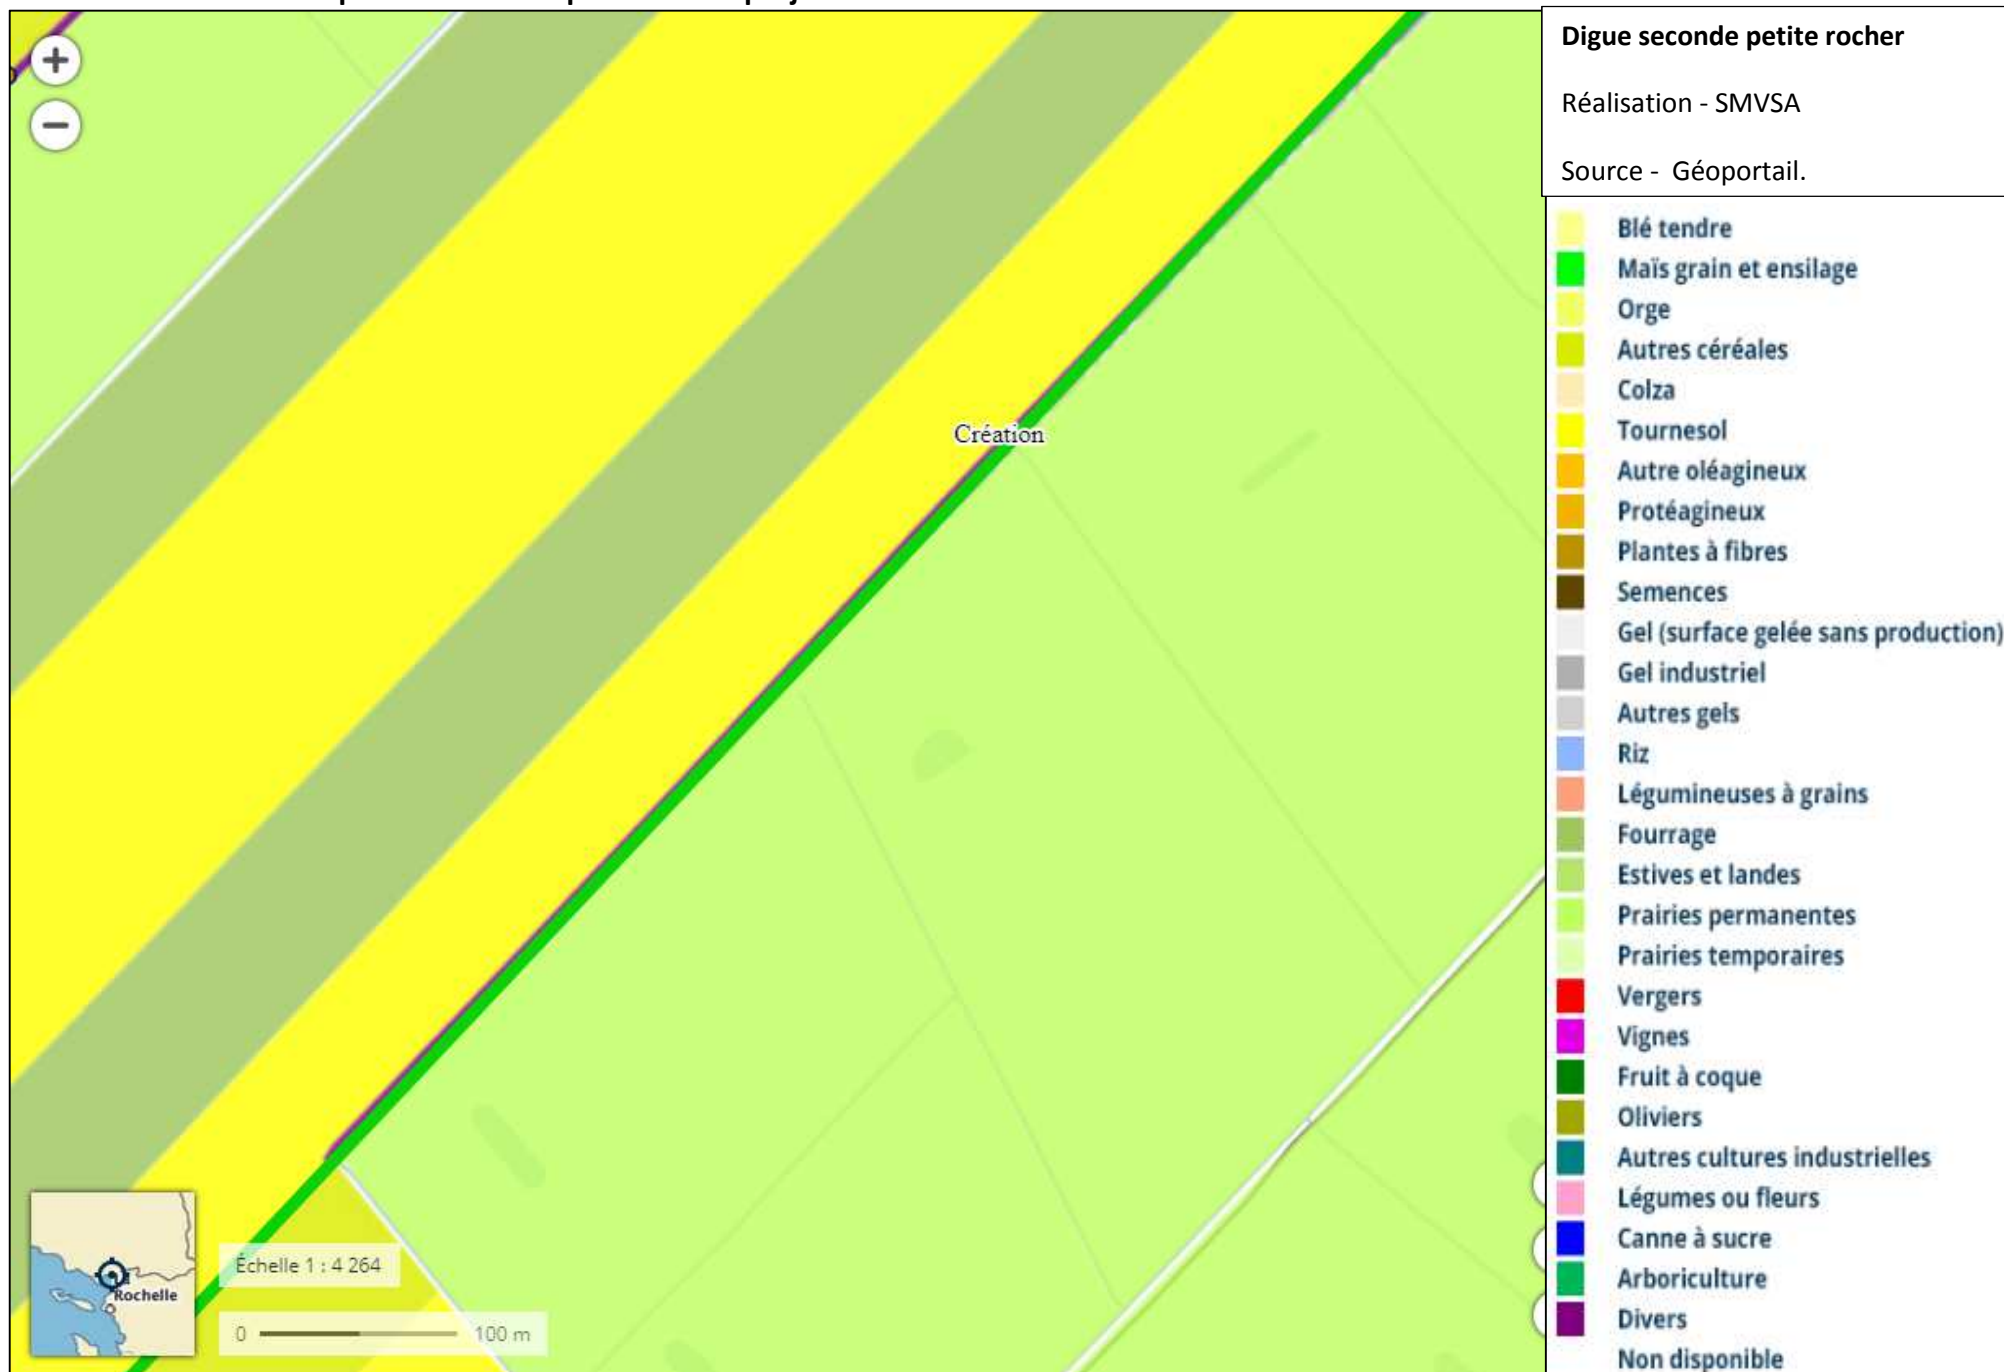 Digue seconde petite rocher
Réalisation - SMVSA
Source - Géoportail.
Création
Rochelle
Échelle 1 : 4 264
0
100 m
Blé tendre
Maïs grain et ensilage
Orge
Autres céréales
Colza
Tournesol
Autre oléagineux
Protéagineux
Plantes à fibres
Semences
Gel (surface gelée sans production)
Gel industriel
Autres gels
Riz
Légumineuses à grains
Fourrage
Estives et landes
Prairies permanentes
Prairies temporaires
Vergers
Vignes
Fruit à coque
Oliviers
Autres cultures industrielles
Légumes ou fleurs
Canne à sucre
Arboriculture
Divers
Non disponible